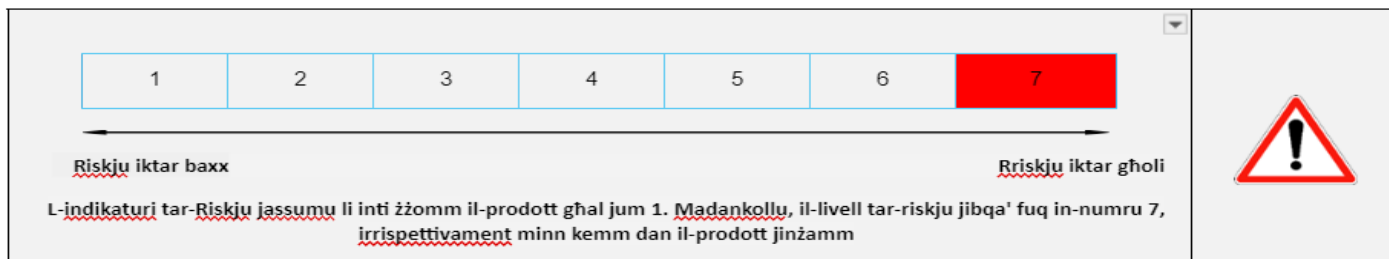 1 2 3 4 5 6 7
Riskju iktar baxx Rriskju iktar għoli
L-indikaturi tar-Riskju jassumu li inti żżomm il-prodott għal jum 1. Madankollu, il-livell tar-riskju jibqa' fuq in-numru 7,
irrispettivament minn kemm dan il-prodott jinżamm